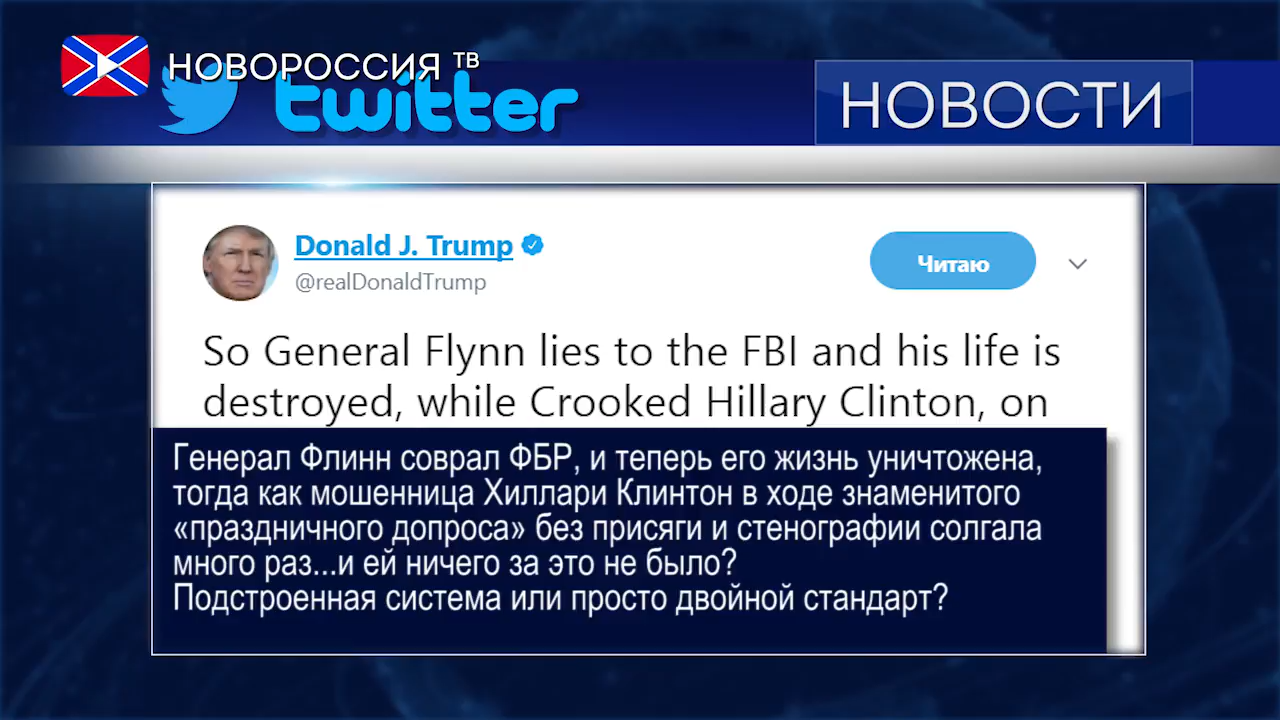 НОВОРОССИЯ ТВ
twitter
НОВОСТИ
Donald J. Trump
@realDonaldTrump
Читаю
So General Flynn lies to the FBI and his life is
destroyed, while Crooked Hillary Clinton, on
Генерал Флинн соврал ФБР, и теперь его жизнь уничтожена,
тогда как мошенница Хиллари Клинтон в ходе знаменитого
«праздничного допроса» без присяги и стенографии солгала
много раз...и ей ничего за это не было?
Подстроенная система или просто двойной стандарт?